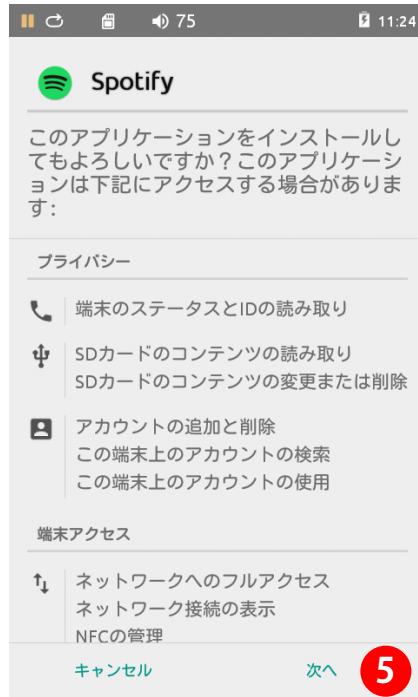 75 11:24
Spotify
このアプリケーションをインストールし
てもよろしいですか？このアプリケーシ
ョンは下記にアクセスする場合がありま
す:
プライバシー
端末のステータスとIDの読み取り
SDカードのコンテンツの読み取り
SDカードのコンテンツの変更または削除
アカウントの追加と削除
この端末上のアカウントの検索
この端末上のアカウントの使用
端末アクセス
ネットワークへのフルアクセス
ネットワーク接続の表示
NFCの管理
キャンセル 次へ 5